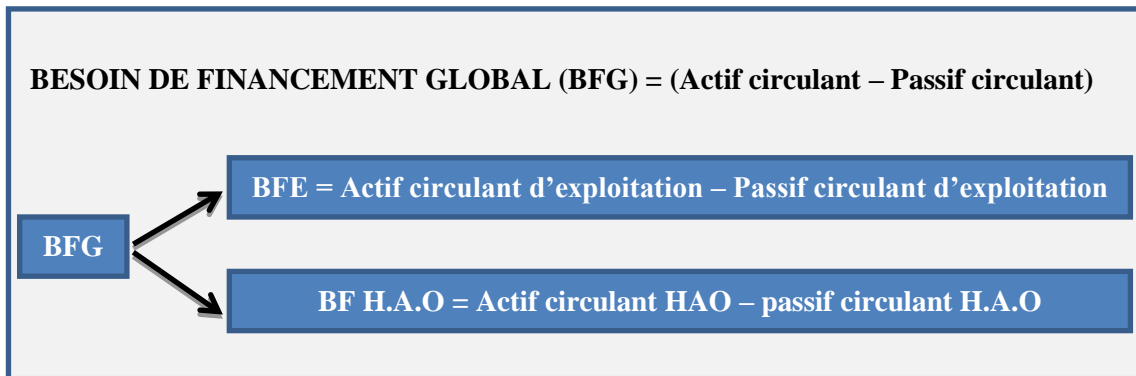 BESOIN DE FINANCEMENT GLOBAL (BFG) = (Actif circulant – Passif circulant)
BFE = Actif circulant d’exploitation – Passif circulant d’exploitation
BFG
BF H.A.O = Actif circulant HAO – passif circulant H.A.O